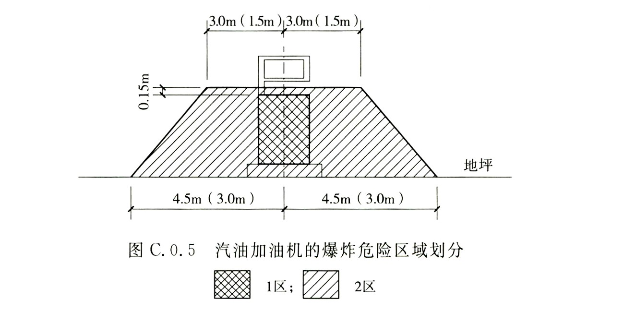 3.0m(1.5m) 3.0m(1.5m)
0.15m
地坪
4.5m(3.0m) 4.5m(3.0m)
图 C.0.5 汽油加油机的爆炸危险区域划分
1区; 2区